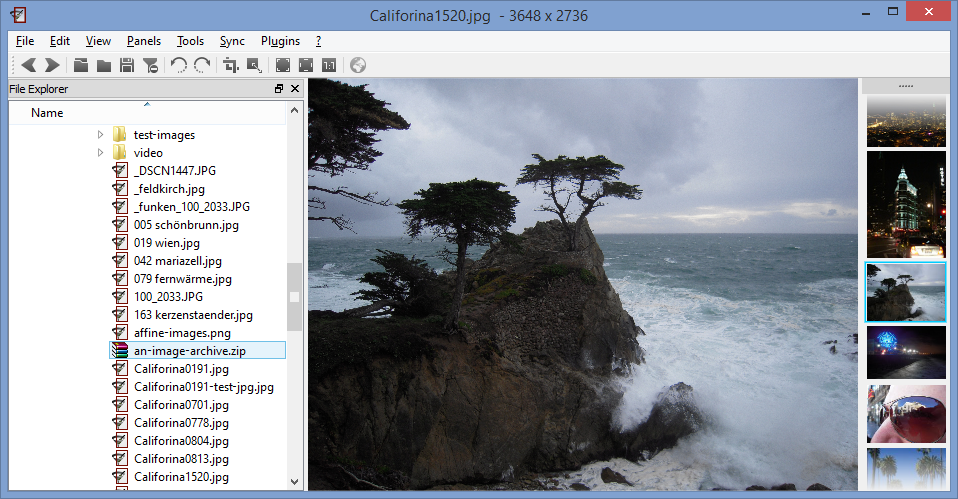 Califorina1520.jpg - 3648 x 2736
File Edit View Panels Tools Sync Plugins ?
1:1
File Explorer
Name
test-images
video
_DSCN1447.JPG
_feldkirch.jpg
_funken_100_2033.JPG
005 schönbrunn.jpg
019 wien.jpg
042 mariazell.jpg
079 fernwärme.jpg
100_2033.JPG
163 kerzenstaender.jpg
affine-images.png
an-image-archive.zip
Califorina0191.jpg
Califorina0191-test-jpg.jpg
Califorina0701.jpg
Califorina0778.jpg
Califorina0804.jpg
Califorina0813.jpg
Califorina1520.jpg